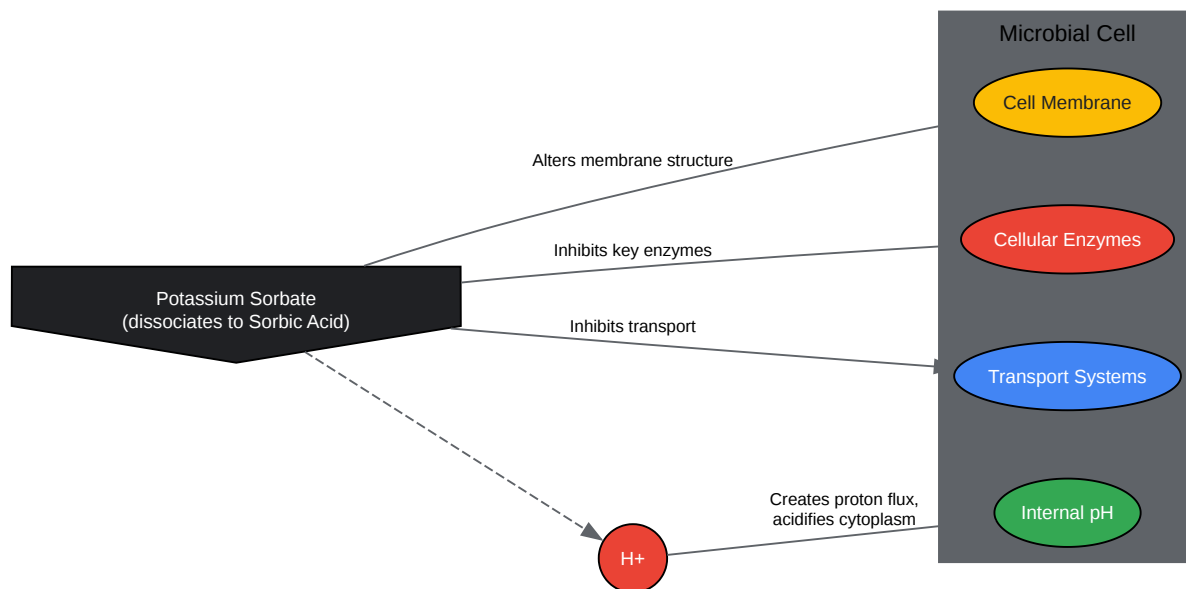 Microbial Cell
Cell Membrane
Alters membrane structure
Cellular Enzymes
Inhibits key enzymes
Potassium Sorbate
(dissociates to Sorbic Acid)
Inhibits transport
Transport Systems
Creates proton flux,
acidifies cytoplasm
Internal pH
H+